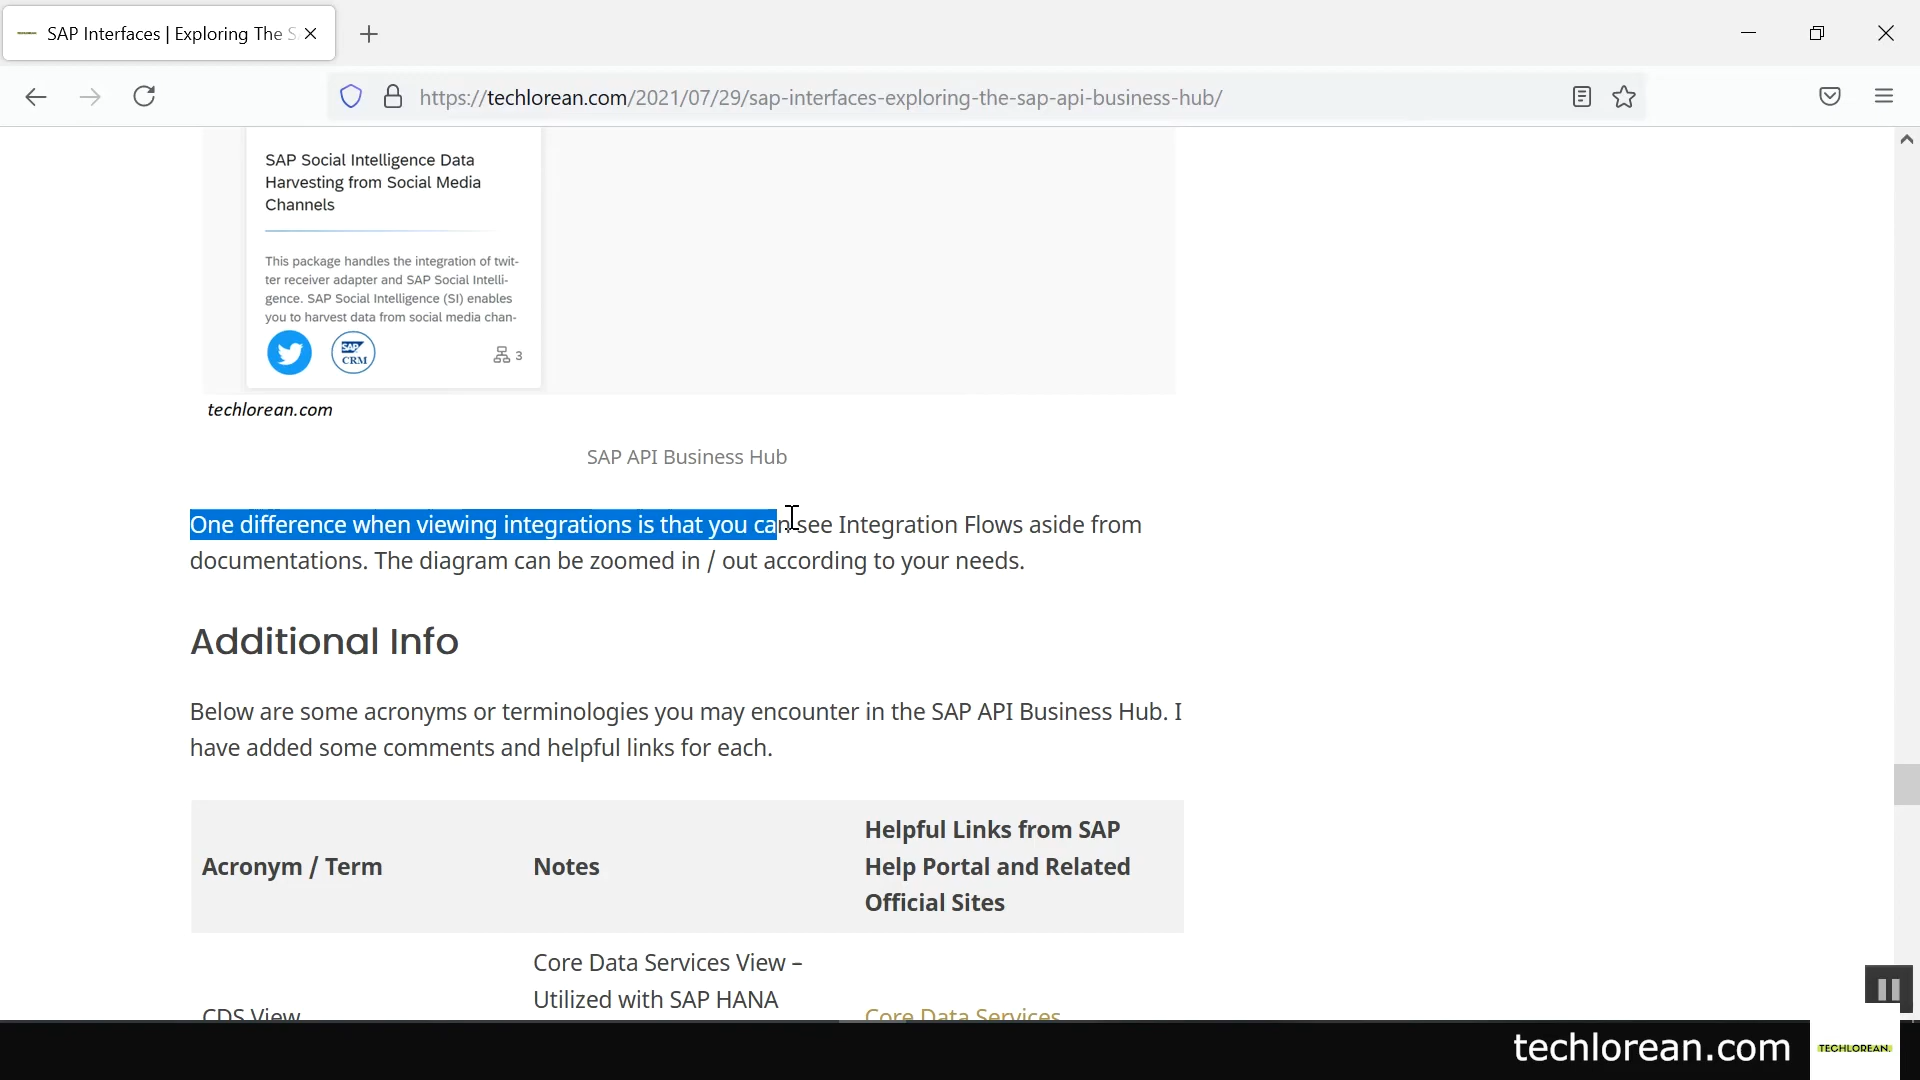 SAP Interfaces | Exploring The S
https://techlorean.com/2021/07/29/sap-interfaces-exploring-the-sap-api-business-hub/
SAP Social Intelligence Data
Harvesting from Social Media
Channels
This package handles the integration of twit-
ter receiver adapter and SAP Social Intelli-
gence. SAP Social Intelligence (SI) enables
you to harvest data from social media chan-
SAP
CRM
3
techlorean.com
SAP API Business Hub
One difference when viewing integrations is that you can see Integration Flows aside from
documentations. The diagram can be zoomed in / out according to your needs.
Additional Info
Below are some acronyms or terminologies you may encounter in the SAP API Business Hub. I
have added some comments and helpful links for each.
Helpful Links from SAP
Acronym / Term Notes Help Portal and Related
Official Sites
Core Data Services View –
Utilized with SAP HANA
CDS View Core Data Services
techlorean.com
TECHLOREAN.